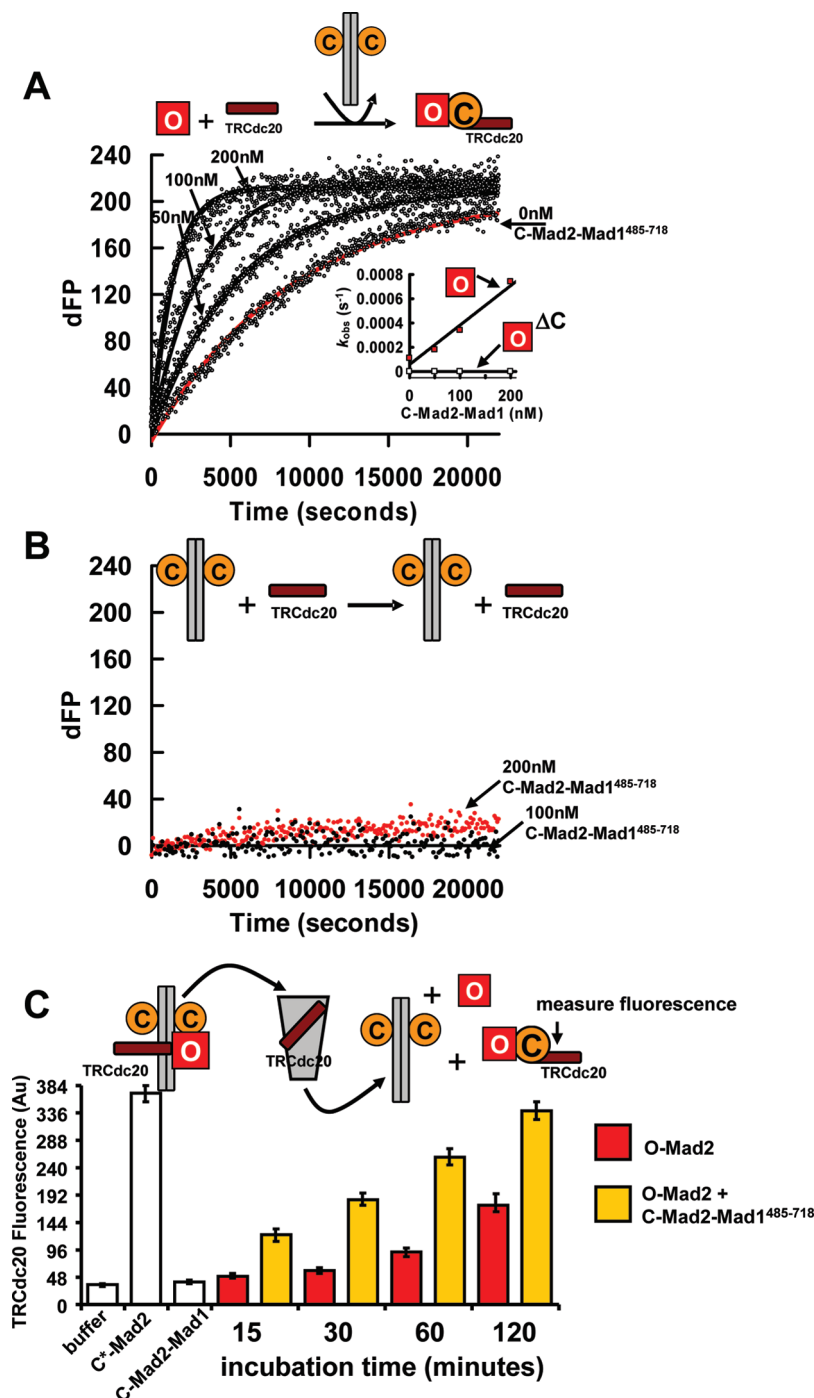 A
C C
O + TRCdc20
O C TRCdc20
240
200
160
120
80
40
0
dFP
200nM
100nM
50nM
0nM
C-Mad2-Mad1485-718
0.0008
0.0006
0.0004
0.0002
0
kobs (s-1)
O
O ΔC
0 100 200
C-Mad2-Mad1 (nM)
0 5000 10000 15000 20000
Time (seconds)
B
C C + TRCdc20
C C + TRCdc20
240
200
160
120
80
40
0
dFP
200nM
C-Mad2-Mad1485-718
100nM
C-Mad2-Mad1485-718
0 5000 10000 15000 20000
Time (seconds)
C
C C
TRCdc20 O
TRCdc20
C C
+ O
+ O C TRCdc20
measure fluorescence
TRCdc20 Fluorescence (Au)
384
336
288
240
192
144
96
48
0
buffer
C*-Mad2
C-Mad2-Mad1
15 30 60 120
incubation time (minutes)
O-Mad2
O-Mad2 +
C-Mad2-Mad1485-718